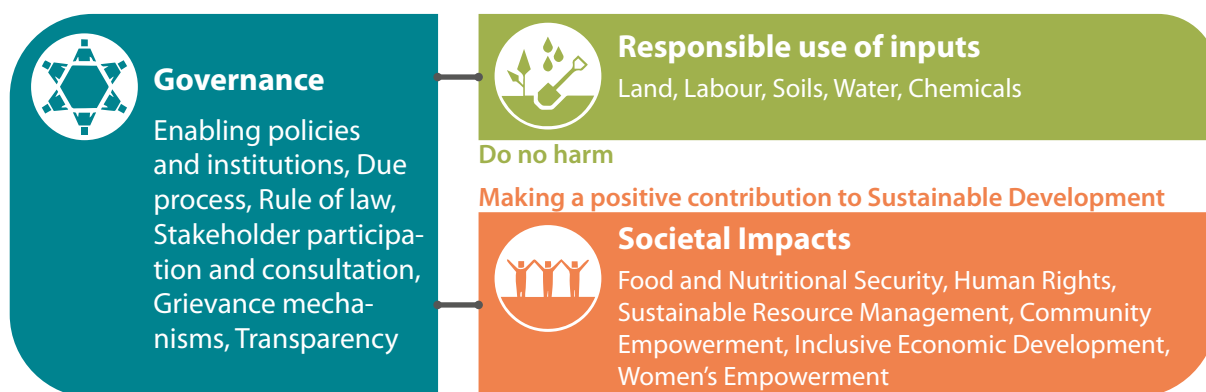 Governance
Enabling policies
and institutions, Due
process, Rule of law,
Stakeholder participa-
tion and consultation,
Grievance mecha-
nisms, Transparency
Responsible use of inputs
Land, Labour, Soils, Water, Chemicals
Do no harm
Making a positive contribution to Sustainable Development
Societal Impacts
Food and Nutritional Security, Human Rights,
Sustainable Resource Management, Community
Empowerment, Inclusive Economic Development,
Women’s Empowerment